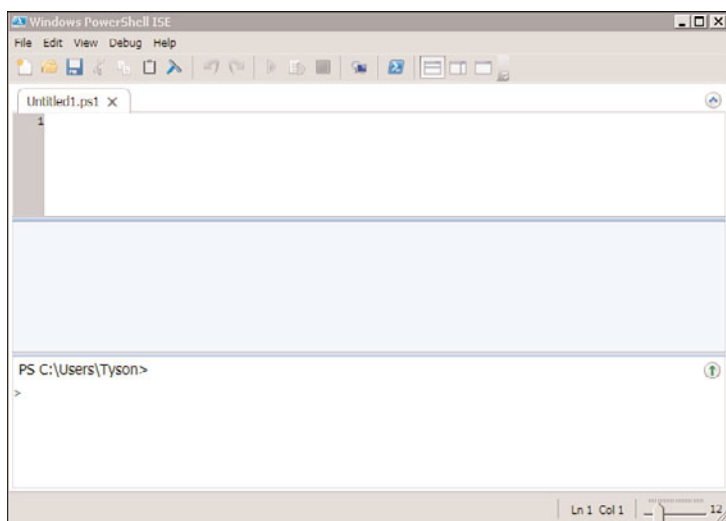 Windows PowerShell ISE
File Edit View Debug Help
Untitled1.ps1
1
PS C:\Users\Tyson>
>
Ln 1 Col 1
12